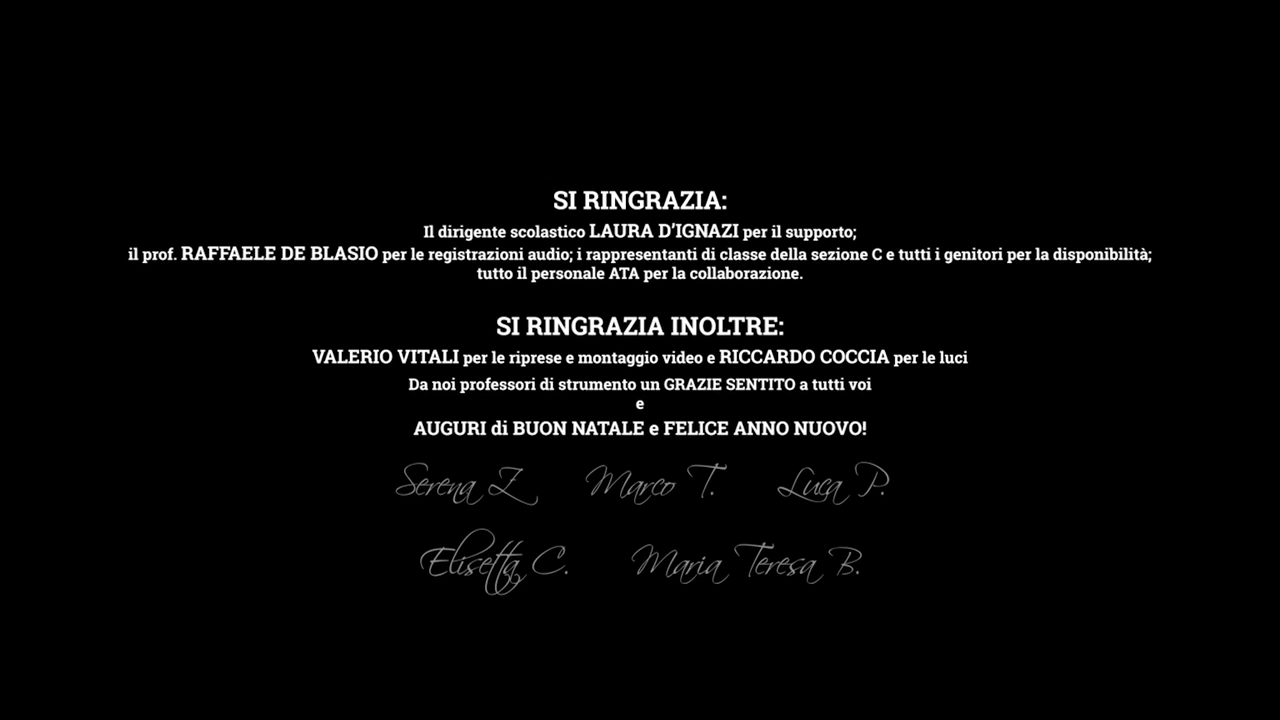 SI RINGRAZIA:
Il dirigente scolastico LAURA D'IGNAZI per il supporto;
il prof. RAFFAELE DE BLASIO per le registrazioni audio; i rappresentanti di classe della sezione C e tutti i genitori per la disponibilità;
tutto il personale ATA per la collaborazione.
SI RINGRAZIA INOLTRE:
VALERIO VITALI per le riprese e montaggio video e RICCARDO COCCIA per le luci
Da noi professori di strumento un GRAZIE SENTITO a tutti voi
e
AUGURI di BUON NATALE e FELICE ANNO NUOVO!
Serena Z Marco T. Luca P.
Elisetta C. Maria Teresa B.